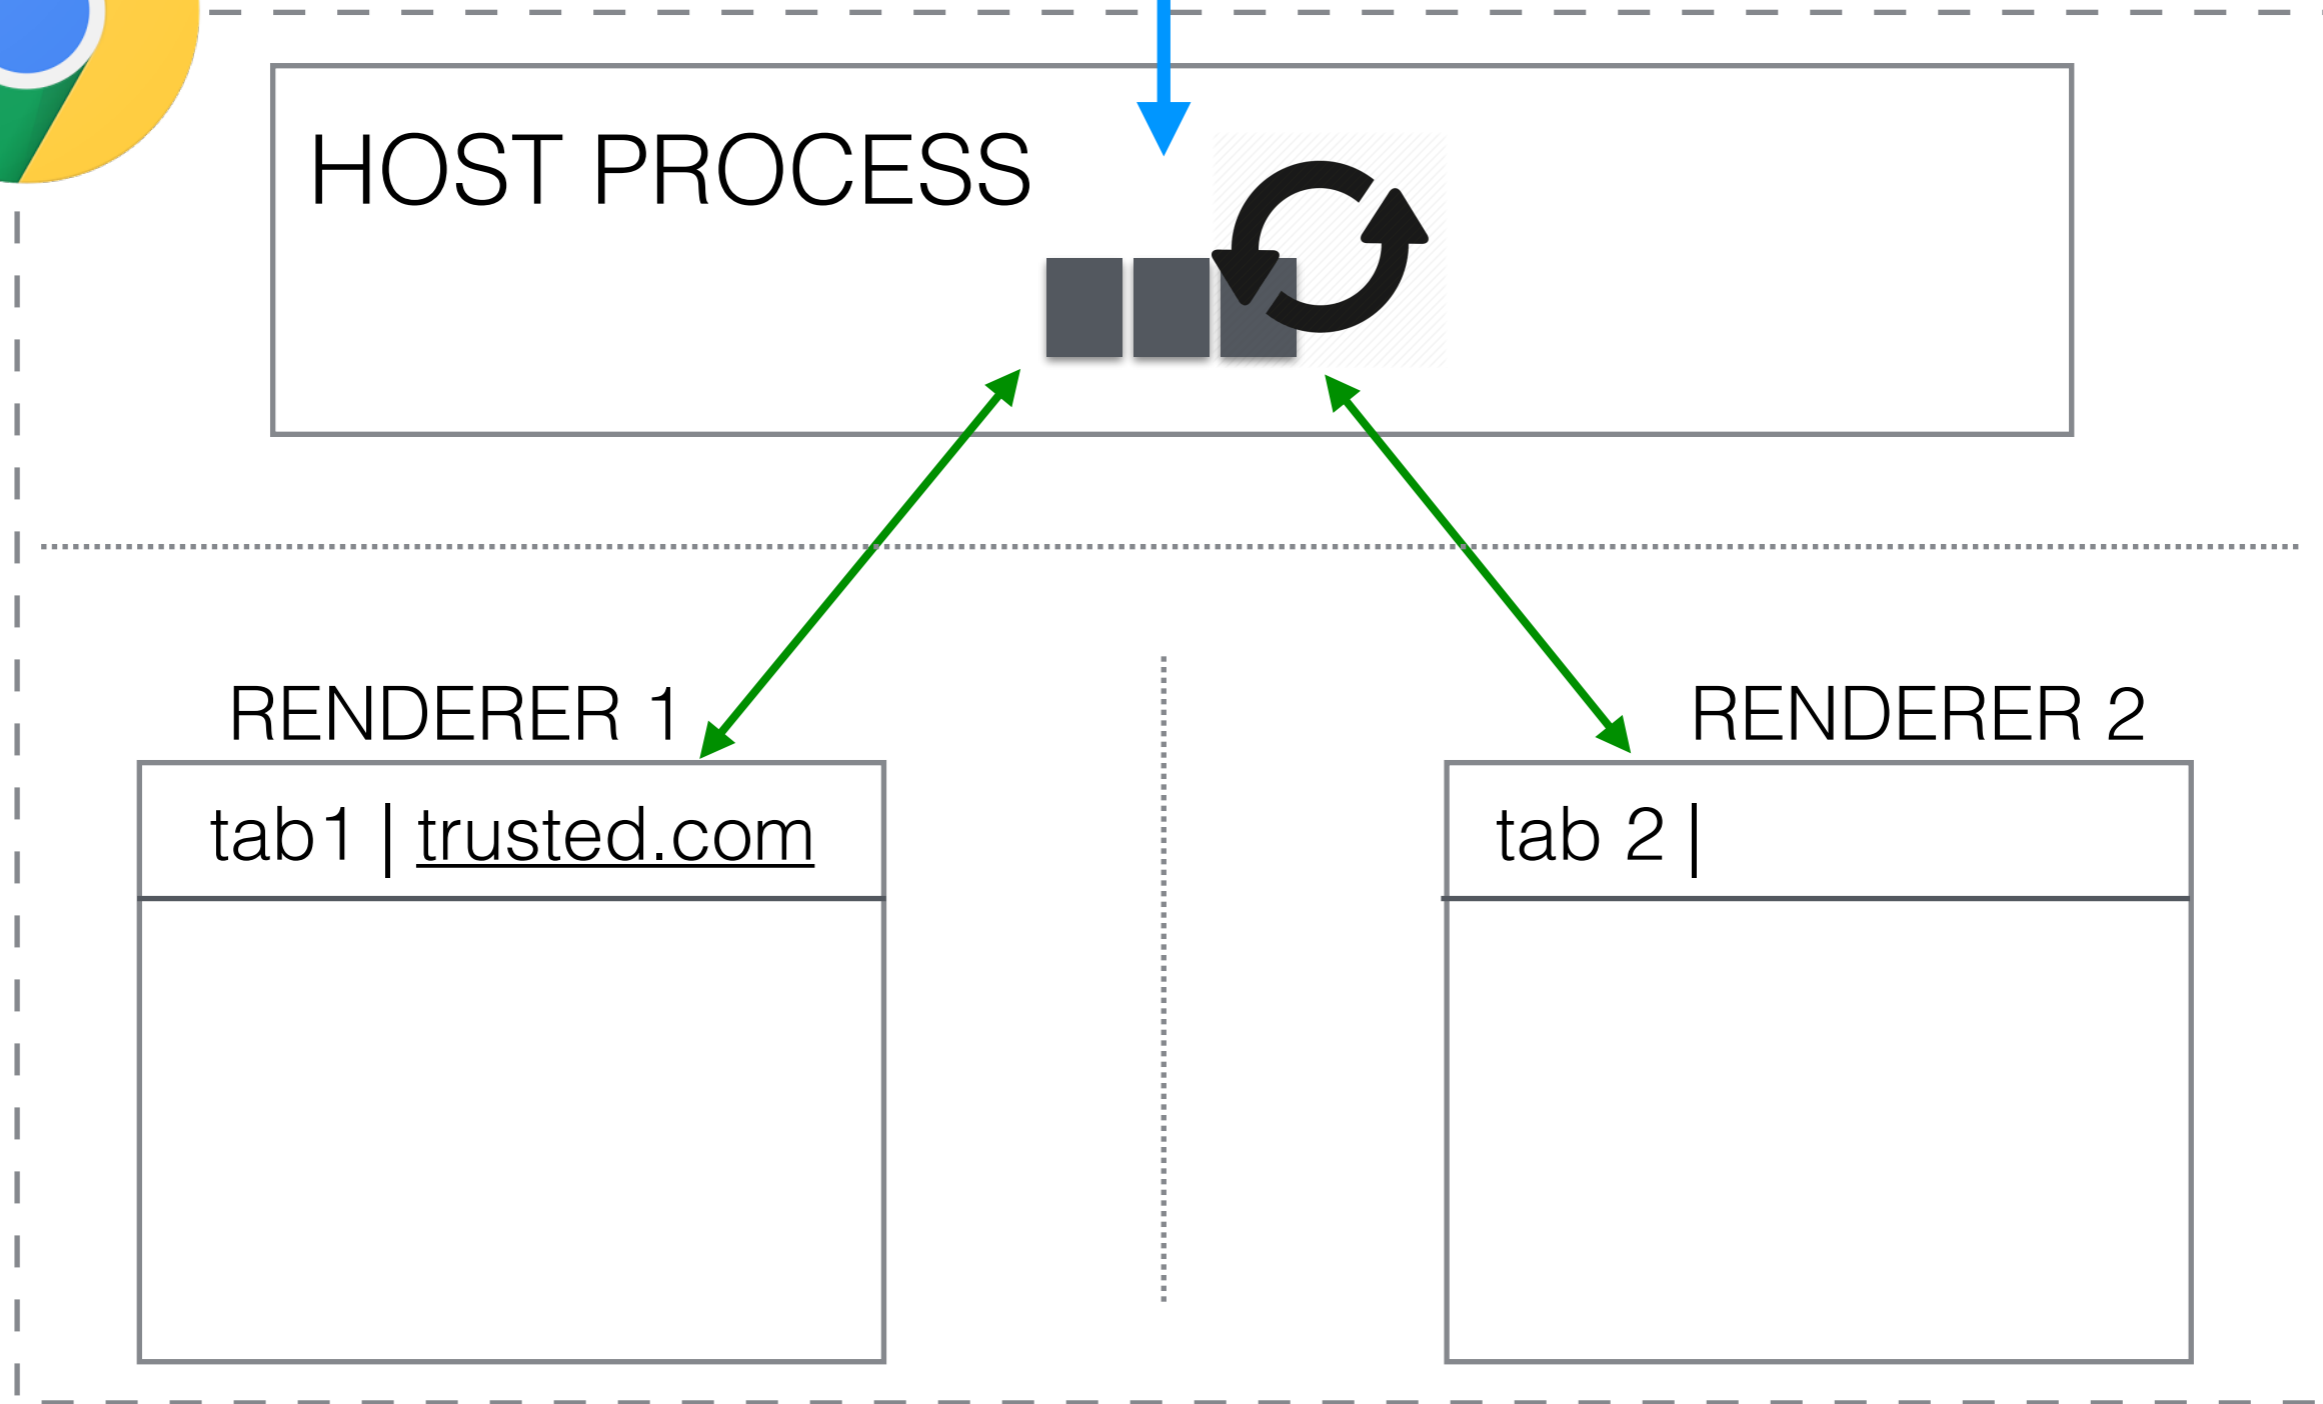 HOST PROCESS
RENDERER 1
RENDERER 2
tab1 | trusted.com
tab 2 |